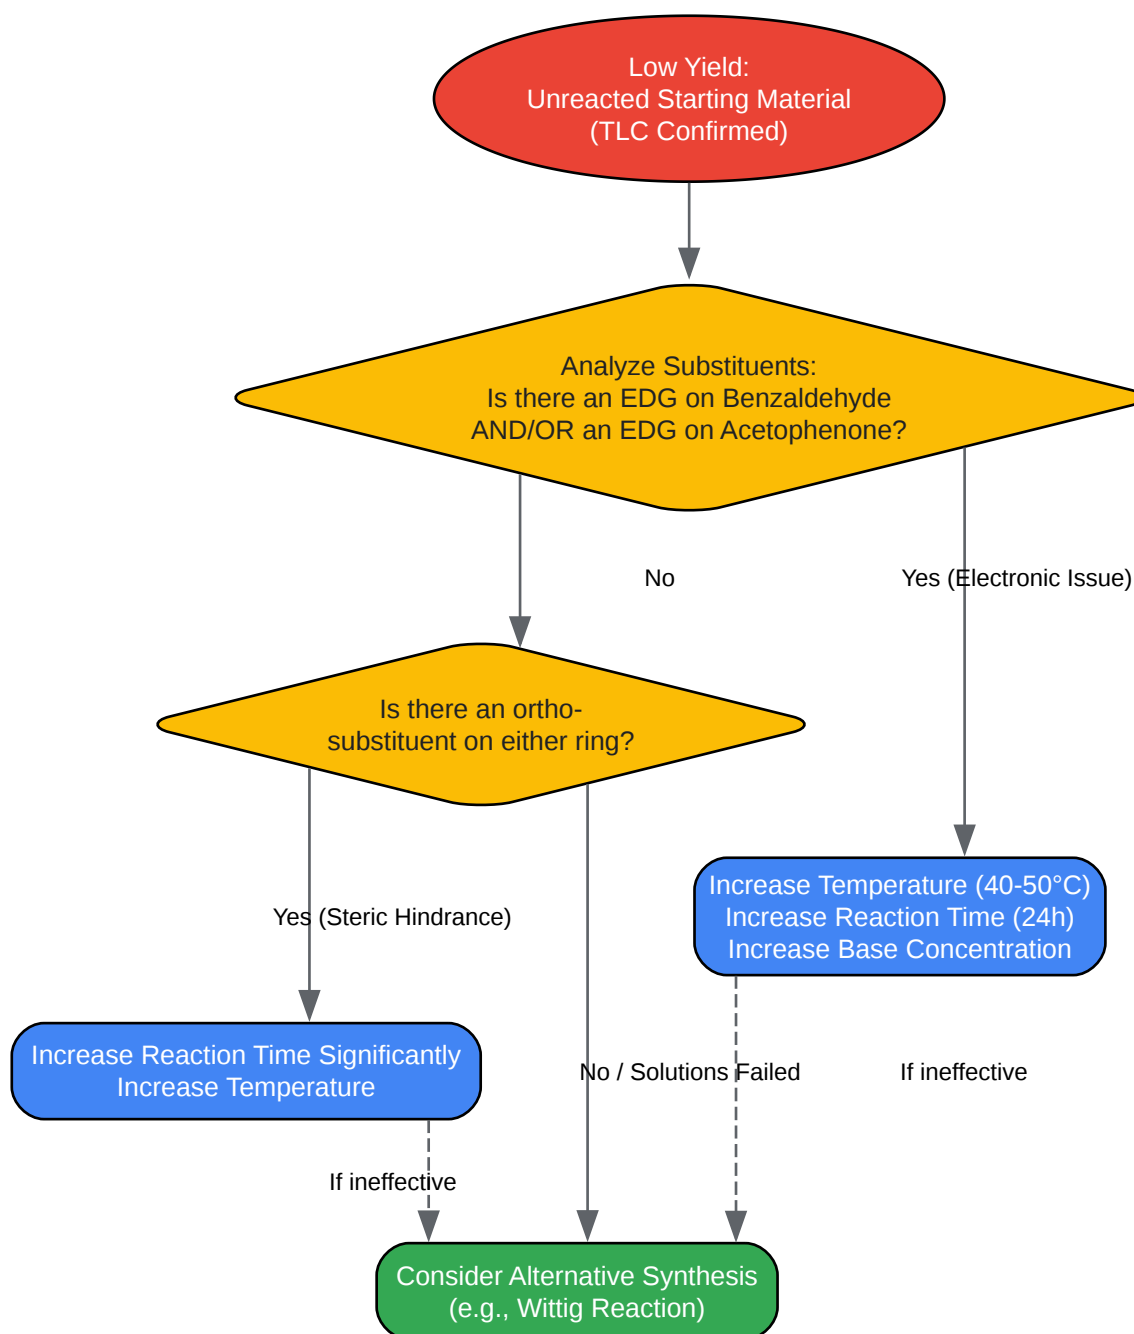 Low Yield:
Unreacted Starting Material
(TLC Confirmed)
Analyze Substituents:
Is there an EDG on Benzaldehyde
AND/OR an EDG on Acetophenone?
No
Yes (Electronic Issue)
Is there an ortho-
substituent on either ring?
Increase Temperature (40-50°C)
Increase Reaction Time (24h)
Increase Base Concentration
Yes (Steric Hindrance)
Increase Reaction Time Significantly
Increase Temperature
No / Solutions Failed
If ineffective
If ineffective
Consider Alternative Synthesis
(e.g., Wittig Reaction)